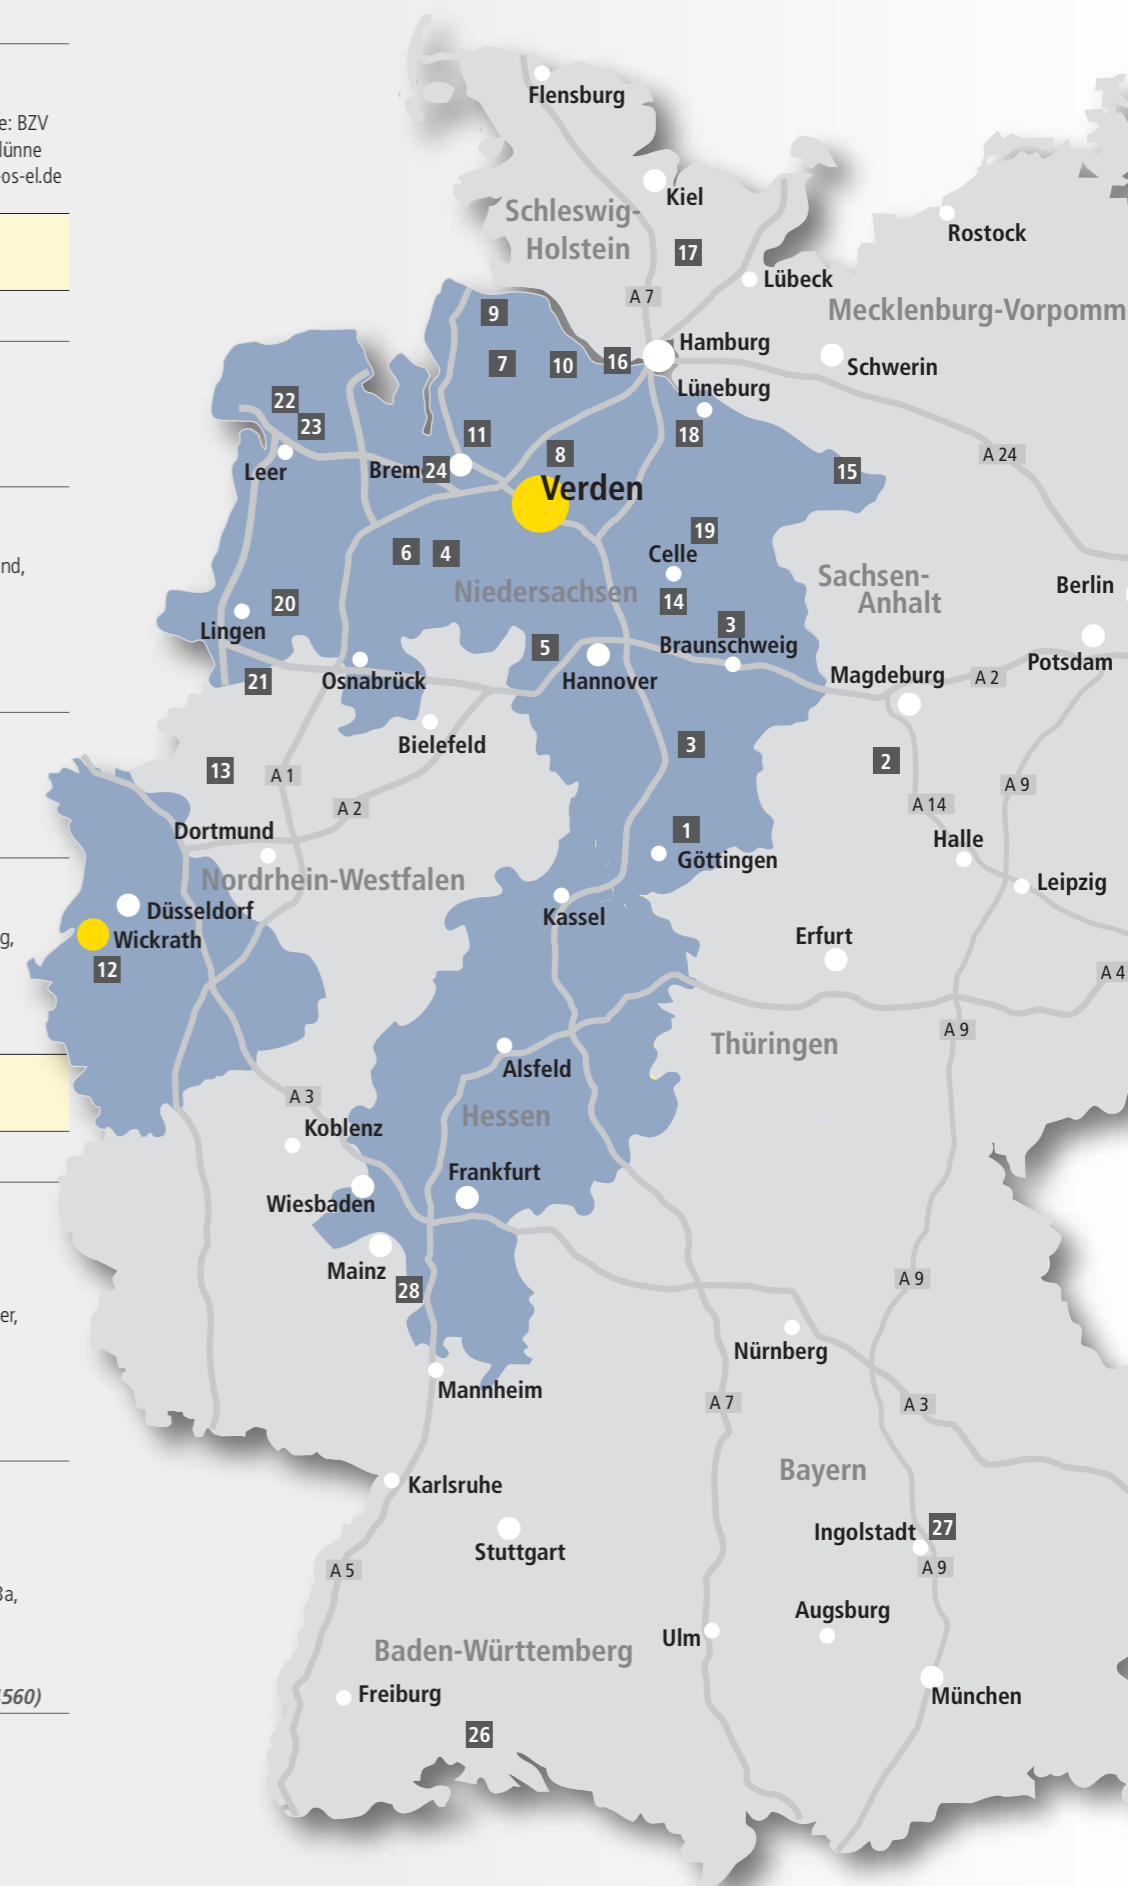 e: BZV
lünne
-os-el.de
nd,
g,
er,
3a,
4560)
Flensburg
Kiel
Schleswig-
Holstein
17
Rostock
Lübeck
A 7
Mecklenburg-Vorpomm
9
Hamburg
7
10
16
Schwerin
Lüneburg
22
23
11
18
8
A 24
Leer
Brem
24
15
Verden
19
6
4
Celle
Niedersachsen
Sachsen-
Anhalt
Berlin
20
14
Lingen
3
5
Braunschweig
Potsdam
21
Osnabrück
Hannover
Magdeburg
A 2
Bielefeld
3
2
13
A 1
A 9
A 2
A 14
Dortmund
1
Halle
Göttingen
Nordrhein-Westfalen
Leipzig
Düsseldorf
Kassel
Wickrath
Erfurt
12
A 4
A 9
Thüringen
Alsfeld
A 3
Hessen
Koblenz
Frankfurt
Wiesbaden
Mainz
A 9
28
Nürnberg
Mannheim
A 7
A 3
Bayern
Karlsruhe
Ingolstadt
27
Stuttgart
A 5
A 9
Augsburg
Ulm
Baden-Württemberg
Freiburg
München
26